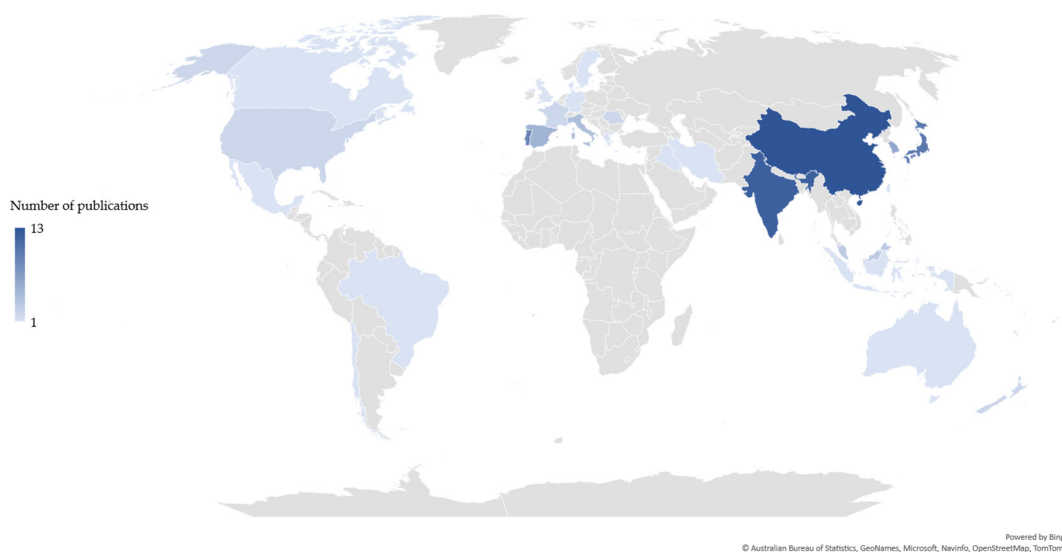 Number of publications
13
1
Powered by Bing
© Australian Bureau of Statistics, GeoNames, Microsoft, Navinfo, OpenStreetMap, TomTom